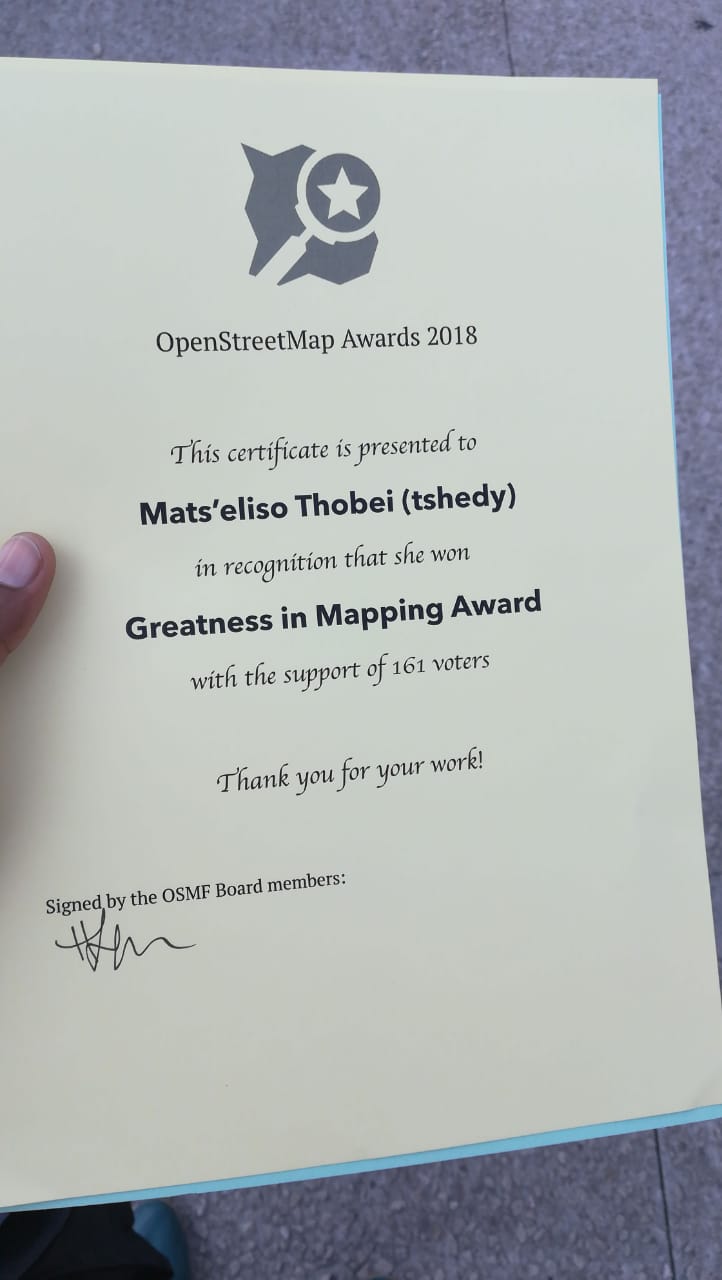 OpenStreetMap Awards 2018
This certificate is presented to
Mats’eliso Thobei (tshedy)
in recognition that she won
Greatness in Mapping Award
with the support of 161 voters
Thank you for your work!
Signed by the OSMF Board members: